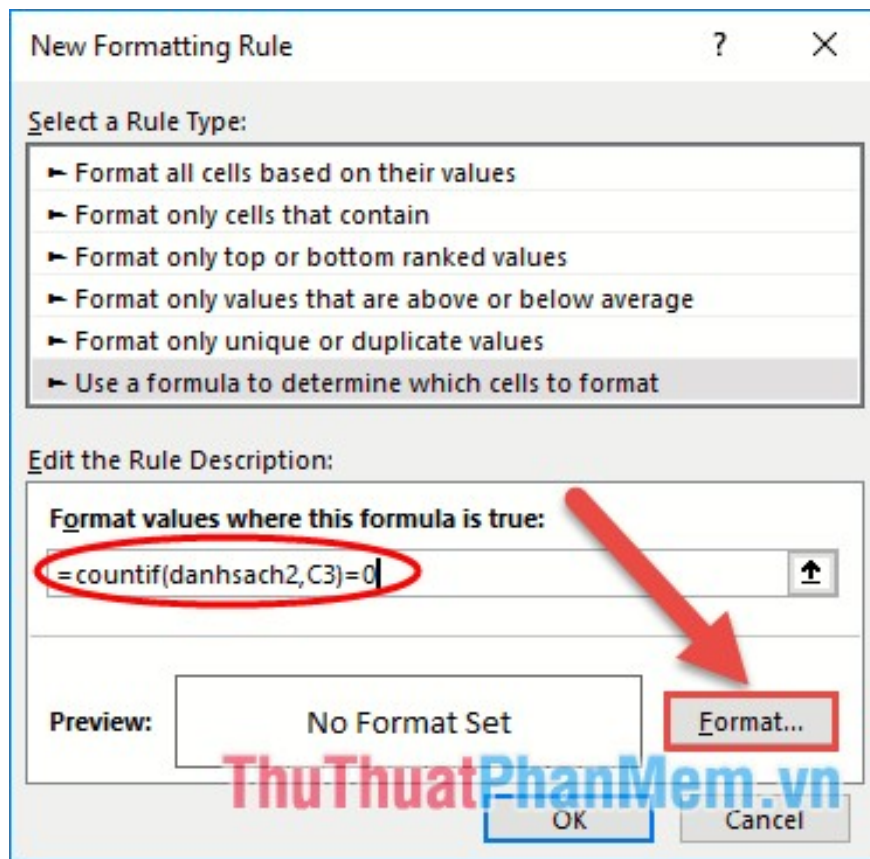 New Formatting Rule
?
Select a Rule Type:
► Format all cells based on their values
► Format only cells that contain
► Format only top or bottom ranked values
► Format only values that are above or below average
► Format only unique or duplicate values
► Use a formula to determine which cells to format
Edit the Rule Description:
Format values where this formula is true:
=countif(danhsach2,C3)=0
Preview:
No Format Set
Format...
ThuThuatPhanMem.vn
OK
Cancel